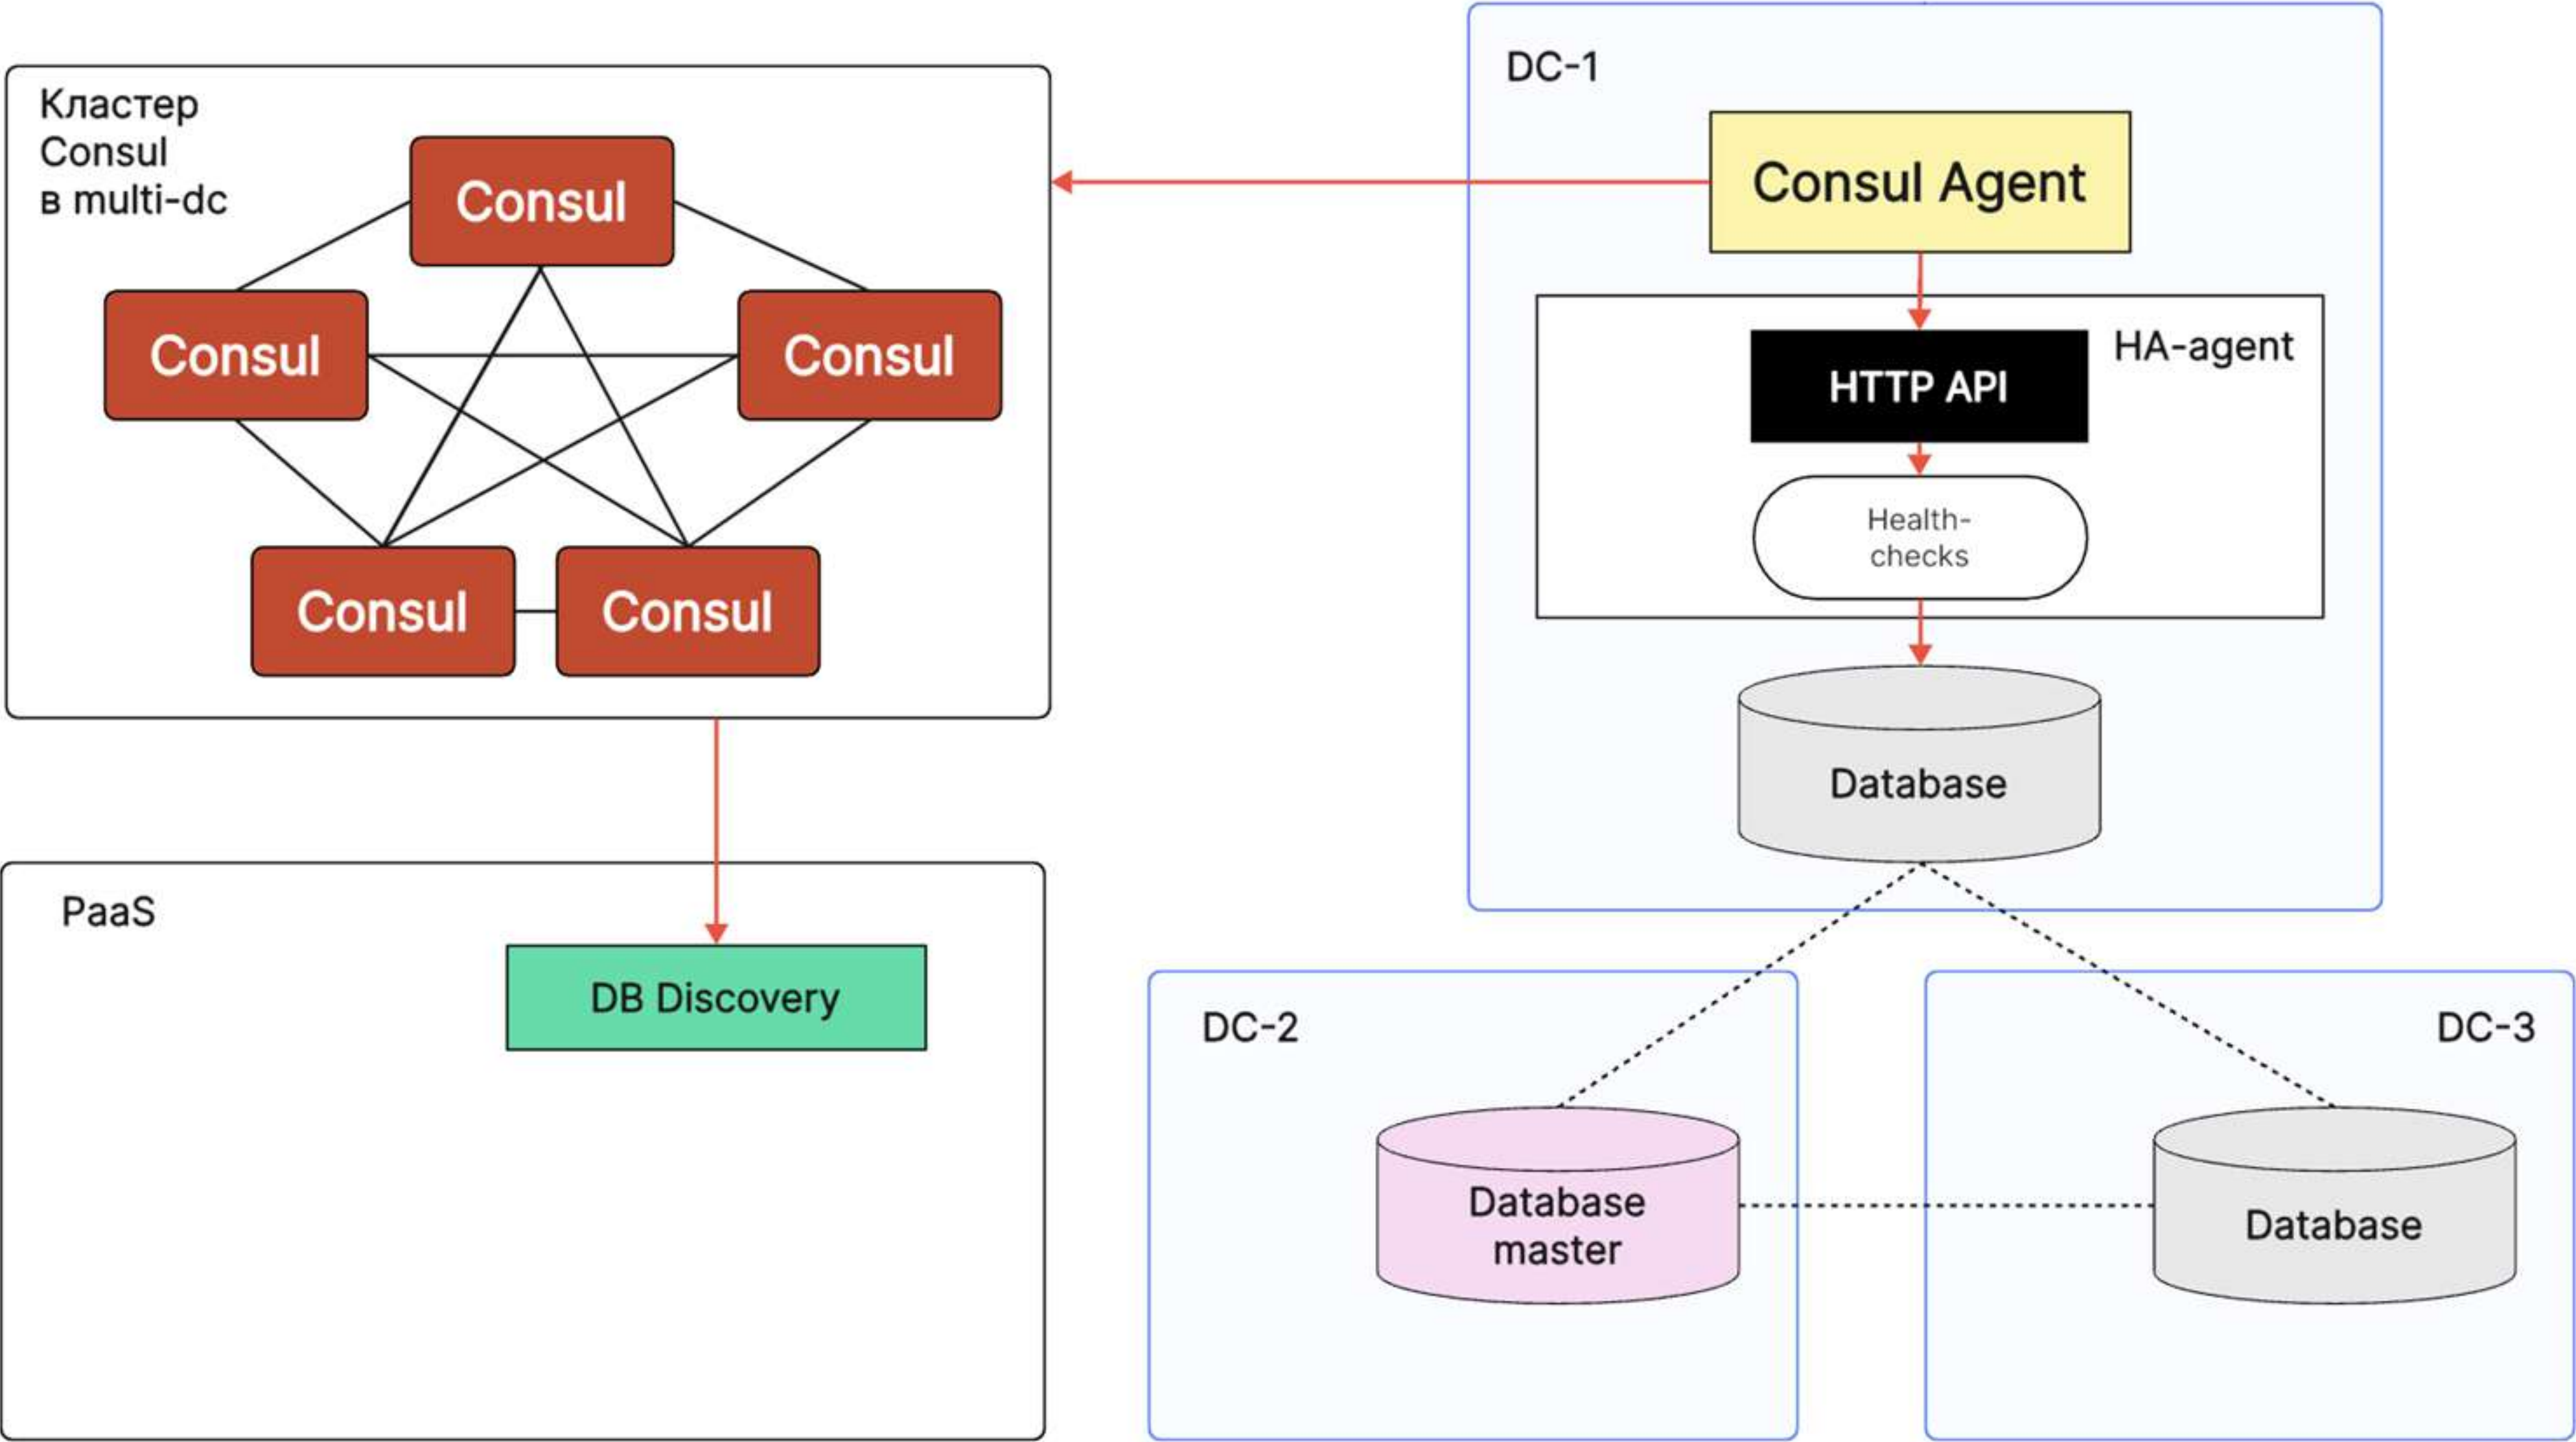 Кластер
Consul
в multi-dc
Consul
Consul
Consul
Consul
Consul
DC-1
Consul Agent
HA-agent
HTTP API
Health-
checks
Database
PaaS
DB Discovery
DC-2
Database
master
DC-3
Database